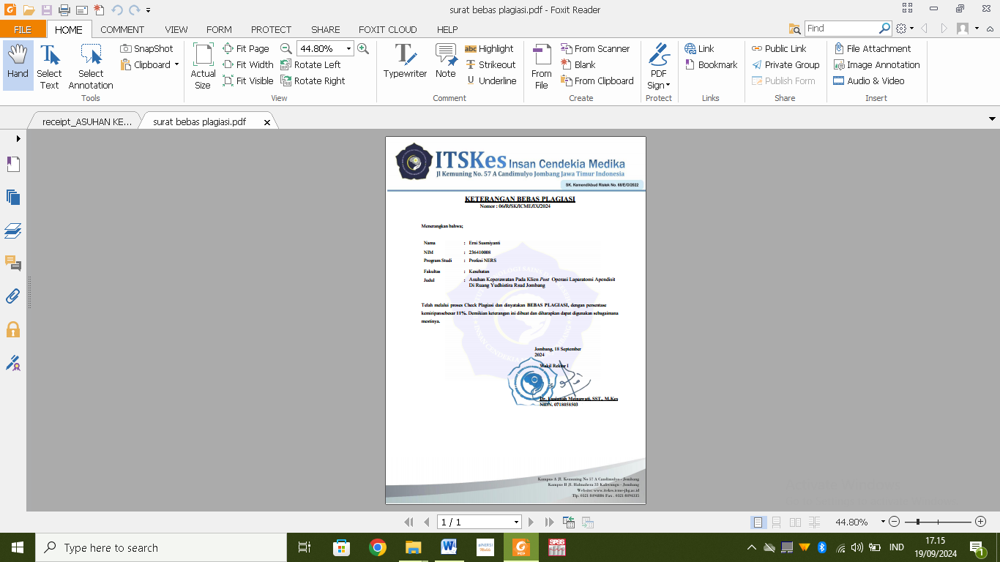 surat bebas plagiasi.pdf - Foxit Reader
FILE HOME COMMENT VIEW FORM PROTECT SHARE FOXIT CLOUD HELP Find
Hand
Select Text
Select Annotation
SnapShot
Clipboard
Tools
Actual Size
Fit Page
Fit Width
Fit Visible
44.80%
Rotate Left
Rotate Right
View
Typewriter
Note
Highlight
Strikeout
Underline
Comment
From File
From Scanner
Blank
From Clipboard
Create
PDF Sign
Protect
Link
Bookmark
Links
Public Link
Private Group
Publish Form
Share
File Attachment
Image Annotation
Audio & Video
Insert
receipt_ASUHAN KE... surat bebas plagiasi.pdf
ITSKes Insan Cendekia Medika
Jl Kemuning No. 57 A Candimulyo Jombang Jawa Timur Indonesia
SK. Kemendikbud Ristek No. 68/E/O/2022
KETERANGAN BEBAS PLAGIASI
Nomor : 06/R/SK/ICME/IX/2024
Menerangkan bahwa;
Nama : Erni Susmiyanti
NIM : 236410008
Program Studi : Profesi NERS
Fakultas : Kesehatan
Judul : Asuhan Keperawatan Pada Klien Post Operasi Laparatomi Apendisit
Di Ruang Yudhistira Rsud Jombang
Telah melalui proses Check Plagiasi dan dinyatakan BEBAS PLAGIASI, dengan persentase
kemiripansebesar 11%. Demikian keterangan ini dibuat dan diharapkan dapat digunakan sebagaimana
mestinya.
Jombang, 18 September
2024
Wakil Rektor I
Dr. Lusianah Meinawati, SST., M.Kes
NIDN. 0718058503
Kampus A Jl. Kemuning No 57 A Candimulyo - Jombang
Kampus B Jl. Halmahera 33 Kaliwungu - Jombang
Website: www.itskes.icme-jbg.ac.id
Tlp. 0321 8494886 Fax . 0321 8494335
1 / 1 44.80%
Type here to search IND 17.15
19/09/2024